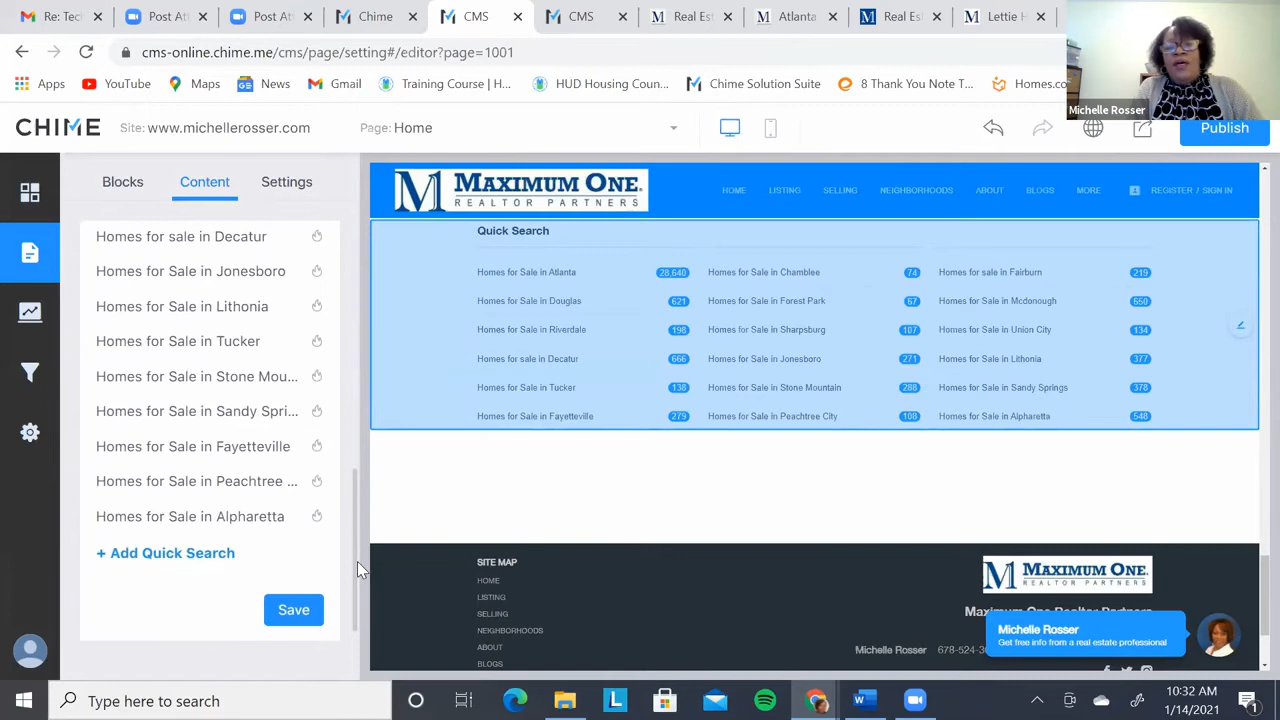 Inbox
Post Atla
Post Atla
Chime
CMS
CMS
Real Est
Atlanta
Real Es
Lettie H
cms-online.chime.me/cms/page/setting#/editor?page=1001
Apps
YouTube
Maps
News
Gmail
Training Course | H...
HUD Housing Coun...
Chime Solution Suite
8 Thank You Note T...
Homes.co
Michelle Rosser
CHIME
Site: www.michellerosser.com
Page: Home
Publish
Blocks
Content
Settings
Homes for sale in Decatur
Homes for Sale in Jonesboro
Homes for Sale in Lithonia
Homes for Sale in Tucker
Homes for Sale in Stone Mou...
Homes for Sale in Sandy Spri...
Homes for Sale in Fayetteville
Homes for Sale in Peachtree ...
Homes for Sale in Alpharetta
+ Add Quick Search
Save
MAXIMUM ONE
REALTOR PARTNERS
HOME LISTING SELLING NEIGHBORHOODS ABOUT BLOGS MORE REGISTER / SIGN IN
Quick Search
Homes for Sale in Atlanta 28,640 Homes for Sale in Chamblee 74 Homes for sale in Fairburn 219
Homes for Sale in Douglas 621 Homes for Sale in Forest Park 67 Homes for Sale in Mcdonough 550
Homes for Sale in Riverdale 198 Homes for Sale in Sharpsburg 107 Homes for Sale in Union City 134
Homes for sale in Decatur 666 Homes for Sale in Jonesboro 271 Homes for Sale in Lithonia 377
Homes for Sale in Tucker 138 Homes for Sale in Stone Mountain 288 Homes for Sale in Sandy Springs 378
Homes for Sale in Fayetteville 279 Homes for Sale in Peachtree City 108 Homes for Sale in Alpharetta 548
SITE MAP
HOME
LISTING
SELLING
NEIGHBORHOODS
ABOUT
BLOGS
MAXIMUM ONE
REALTOR PARTNERS
Maximum One Realtor Partners
Michelle Rosser 678-524-3
Michelle Rosser
Get free info from a real estate professional
Type here to search
10:32 AM
1/14/2021